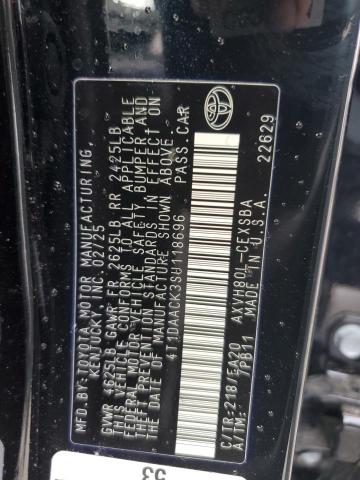 MFD.BY:TOYOTA MOTOR MANUFACTURING,
KENTUCKY,INC. 02/25
GVWR 4625LB GAWR FR 2625LB RR 2425LB
THIS VEHICLE CONFORMS TO ALL APPLICABLE
FEDERAL MOTOR VEHICLE SAFETY,BUMPER,AND
THEFT PREVENTION STANDARDS IN EFFECT ON
THE DATE OF MANUFACTURE SHOWN ABOVE.
4T1DAACK3SU118696 PASS.CAR
C/TR:218/EA20 AXVH80L-CEXSBA
A/TM: /PB11 MADE IN U.S.A. 22629
53